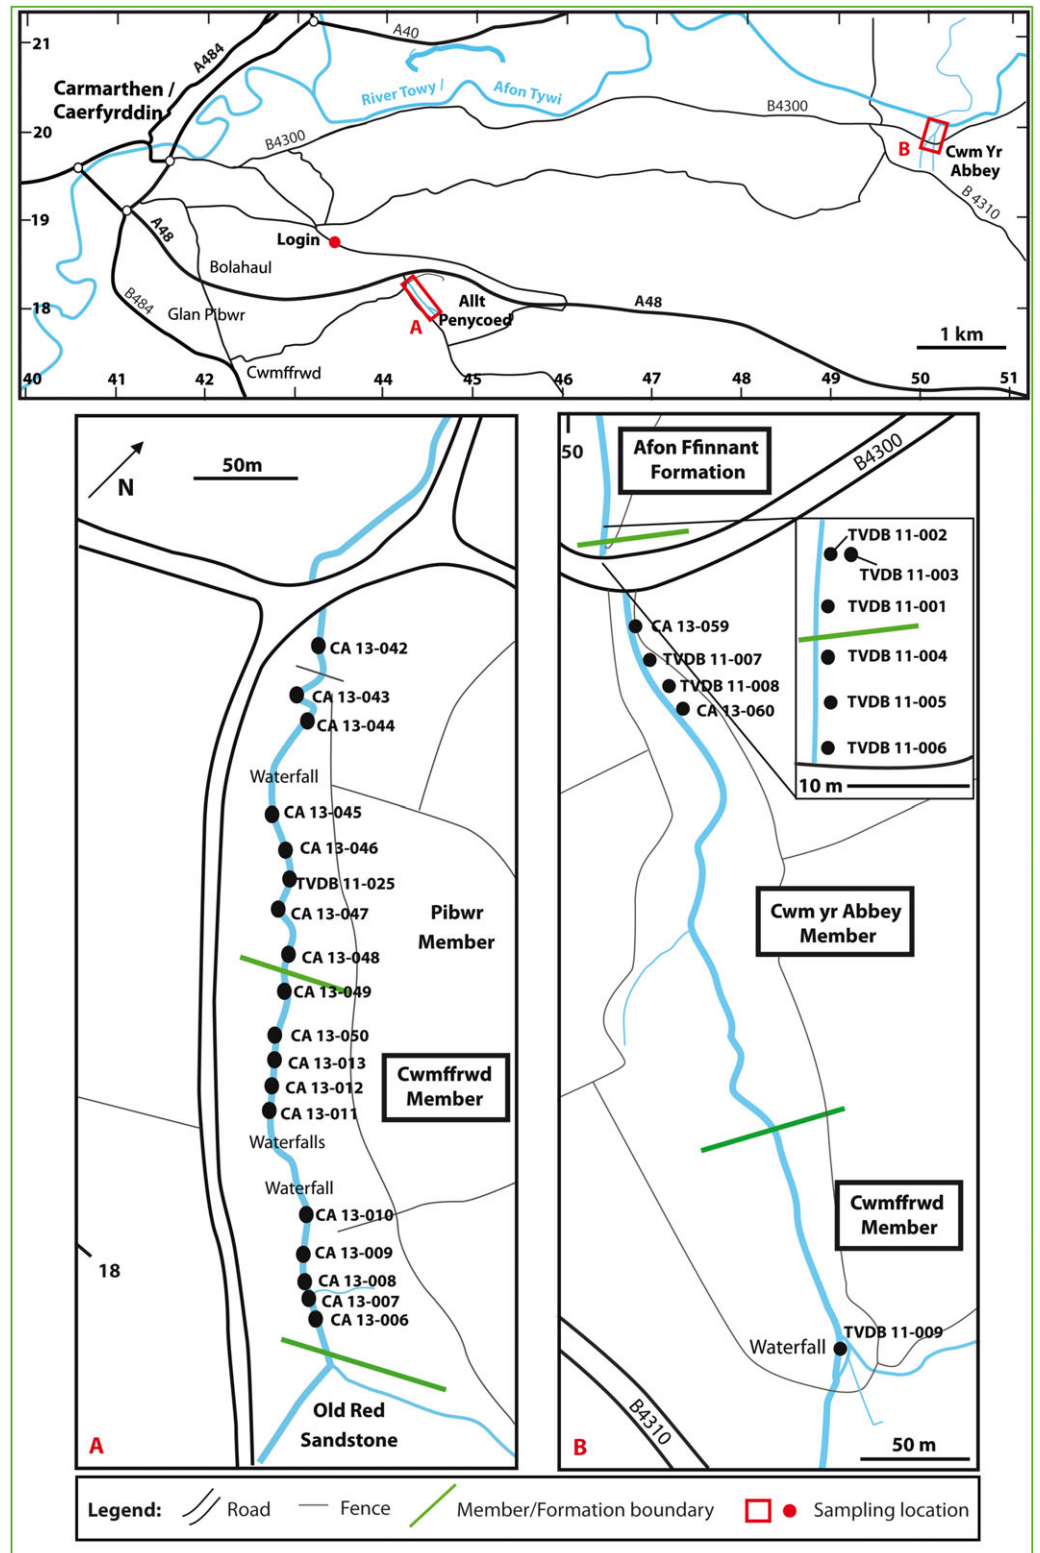 21
20
19
18
40
41
42
44
45
46
47
48
49
50
51
A484
A40
Carmarthen /
Caerfyrddin
River Towy /
Afon Tywi
B4300
B4300
B
Cwm Yr
Abbey
B 4310
A48
Login
Bolahaul
B484
Glan Pibwr
Allt
Penycoed
A
A48
Cwmffrwd
1 km
N
50m
CA 13-042
CA 13-043
CA 13-044
Waterfall
CA 13-045
CA 13-046
TVDB 11-025
CA 13-047
Pibwr
Member
CA 13-048
CA 13-049
CA 13-050
CA 13-013
CA 13-012
CA 13-011
Cwmffrwd
Member
Waterfalls
Waterfall
CA 13-010
CA 13-009
CA 13-008
CA 13-007
CA 13-006
18
Old Red
Sandstone
A
50
Afon Ffinnant
Formation
B4300
TVDB 11-002
TVDB 11-003
TVDB 11-001
TVDB 11-004
TVDB 11-005
TVDB 11-006
10 m
CA 13-059
TVDB 11-007
TVDB 11-008
CA 13-060
Cwm yr Abbey
Member
Cwmffrwd
Member
TVDB 11-009
Waterfall
B4310
B
50 m
Legend: Road Fence Member/Formation boundary Sampling location